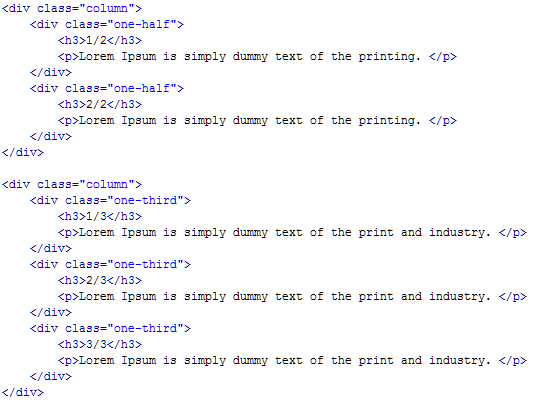 <div class="column">
    <div class="one-half">
        <h3>1/2</h3>
        <p>Lorem Ipsum is simply dummy text of the printing. </p>
    </div>
    <div class="one-half">
        <h3>2/2</h3>
        <p>Lorem Ipsum is simply dummy text of the printing. </p>
    </div>
</div>

<div class="column">
    <div class="one-third">
        <h3>1/3</h3>
        <p>Lorem Ipsum is simply dummy text of the print and industry. </p>
    </div>
    <div class="one-third">
        <h3>2/3</h3>
        <p>Lorem Ipsum is simply dummy text of the print and industry. </p>
    </div>
    <div class="one-third">
        <h3>3/3</h3>
        <p>Lorem Ipsum is simply dummy text of the print and industry. </p>
    </div>
</div>